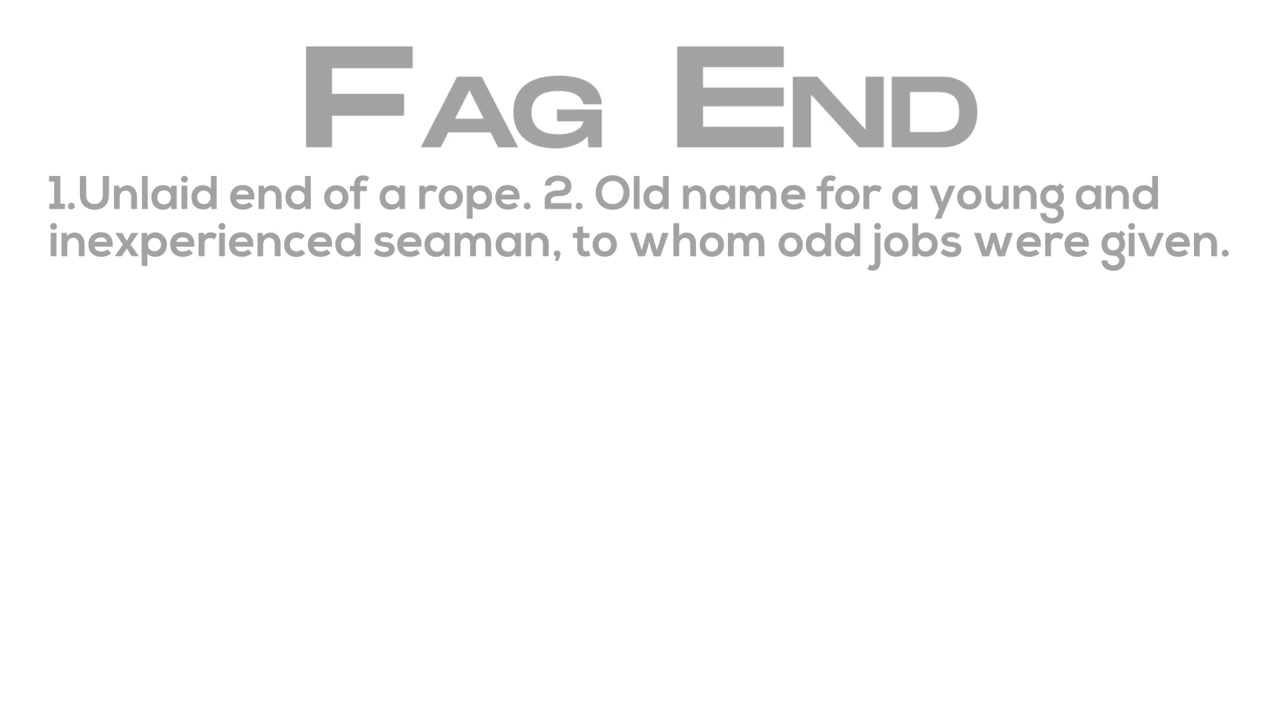 Fag End
1.Unlaid end of a rope. 2. Old name for a young and
inexperienced seaman, to whom odd jobs were given.